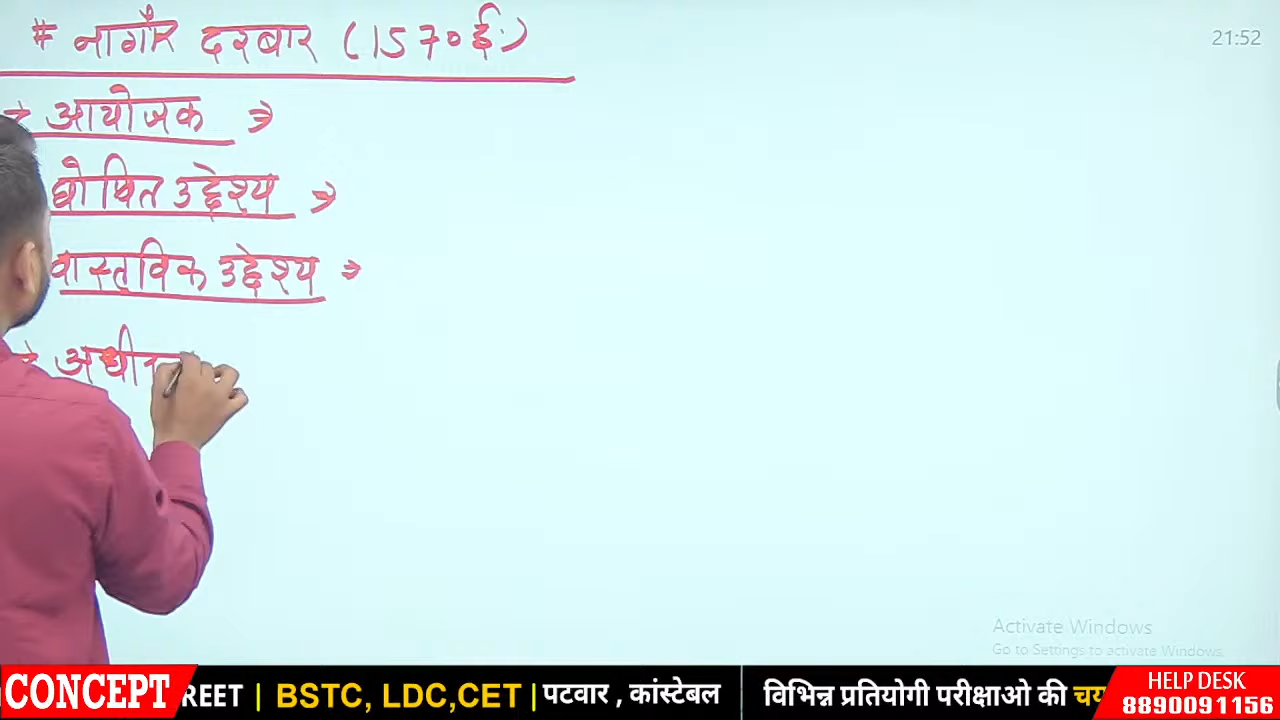 # नागौर दरबार (1570ई.)
21:52
→ आयोजक ⇒
घोषित उद्देश्य ⇒
वास्तविक उद्देश्य ⇒
Activate Windows
Go to Settings to activate Windows.
CONCEPT REET | BSTC, LDC,CET | पटवार , कांस्टेबल विभिन्न प्रतियोगी परीक्षाओ की HELP DESK
8890091156